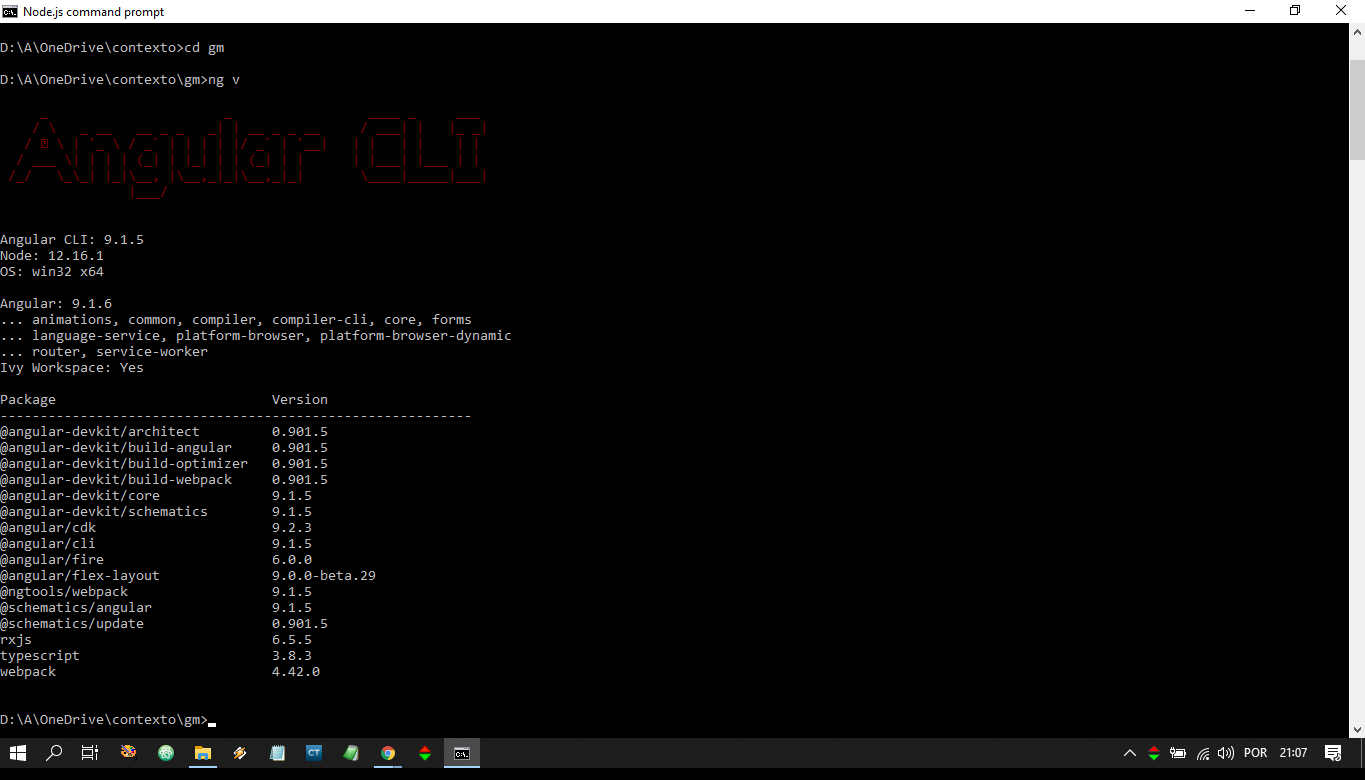 Node.js command prompt
D:\A\OneDrive\contexto>cd gm
D:\A\OneDrive\contexto\gm>ng v
Angular CLI
Angular CLI: 9.1.5
Node: 12.16.1
OS: win32 x64
Angular: 9.1.6
... animations, common, compiler, compiler-cli, core, forms
... language-service, platform-browser, platform-browser-dynamic
... router, service-worker
Ivy Workspace: Yes
Package Version
-----------------------------------------------------------
@angular-devkit/architect 0.901.5
@angular-devkit/build-angular 0.901.5
@angular-devkit/build-optimizer 0.901.5
@angular-devkit/build-webpack 0.901.5
@angular-devkit/core 9.1.5
@angular-devkit/schematics 9.1.5
@angular/cdk 9.2.3
@angular/cli 9.1.5
@angular/fire 6.0.0
@angular/flex-layout 9.0.0-beta.29
@ngtools/webpack 9.1.5
@schematics/angular 9.1.5
@schematics/update 0.901.5
rxjs 6.5.5
typescript 3.8.3
webpack 4.42.0
D:\A\OneDrive\contexto\gm>
CT
POR 21:07